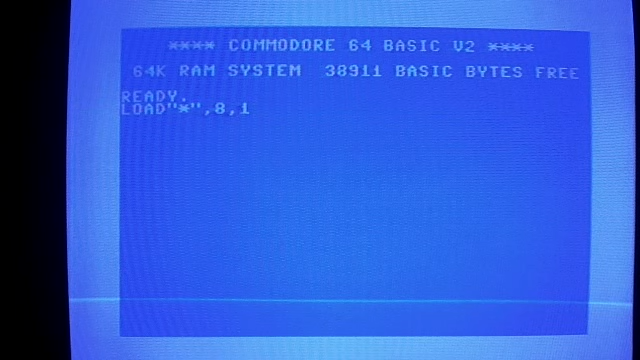 **** COMMODORE 64 BASIC V2 ****
64K RAM SYSTEM 38911 BASIC BYTES FREE
READY.
LOAD"*",8,1